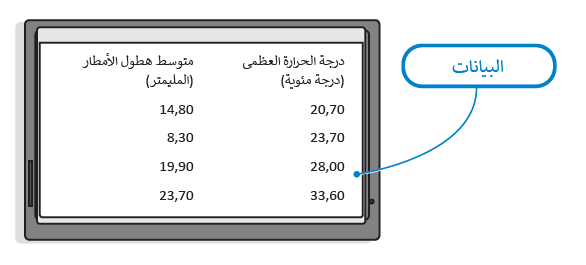 درجة الحرارة العظمى
(درجة مئوية)
متوسط هطول الأمطار
(المليمتر)
20,70 14,80
23,70 8,30
28,00 19,90
33,60 23,70
البيانات